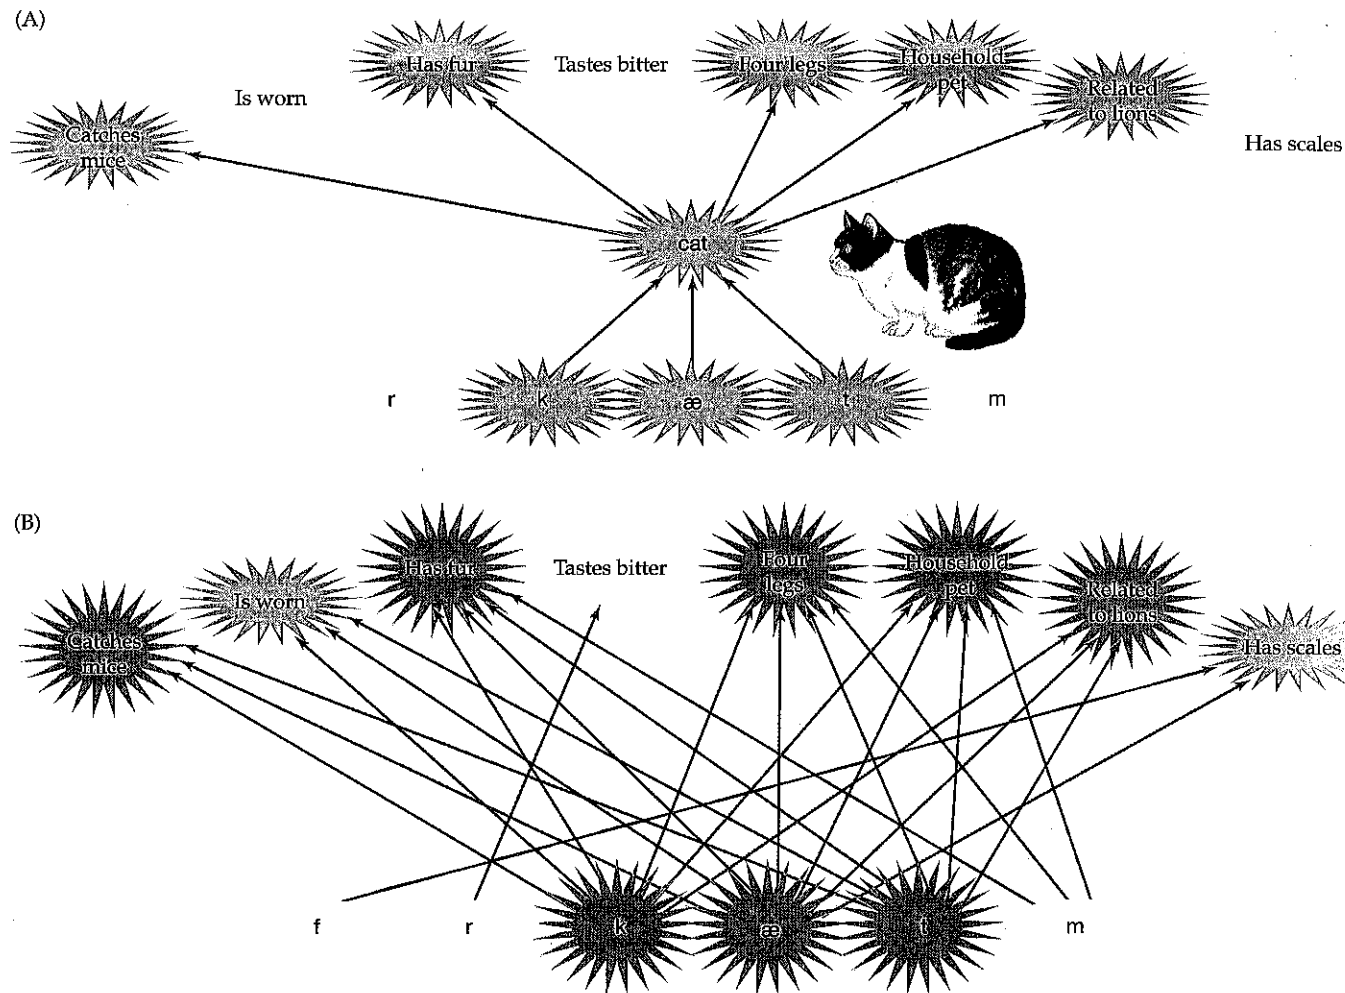 (A)
Has fur
Tastes bitter
Four legs
Household
pet
Related
to lions
Is worn
Catches
mice
Has scales
cat
r
k
æ
t
m
(B)
Has fur
Tastes bitter
Four
legs
Household
pet
Related
to lions
Is worn
Catches
mice
Has scales
f
r
k
æ
t
m